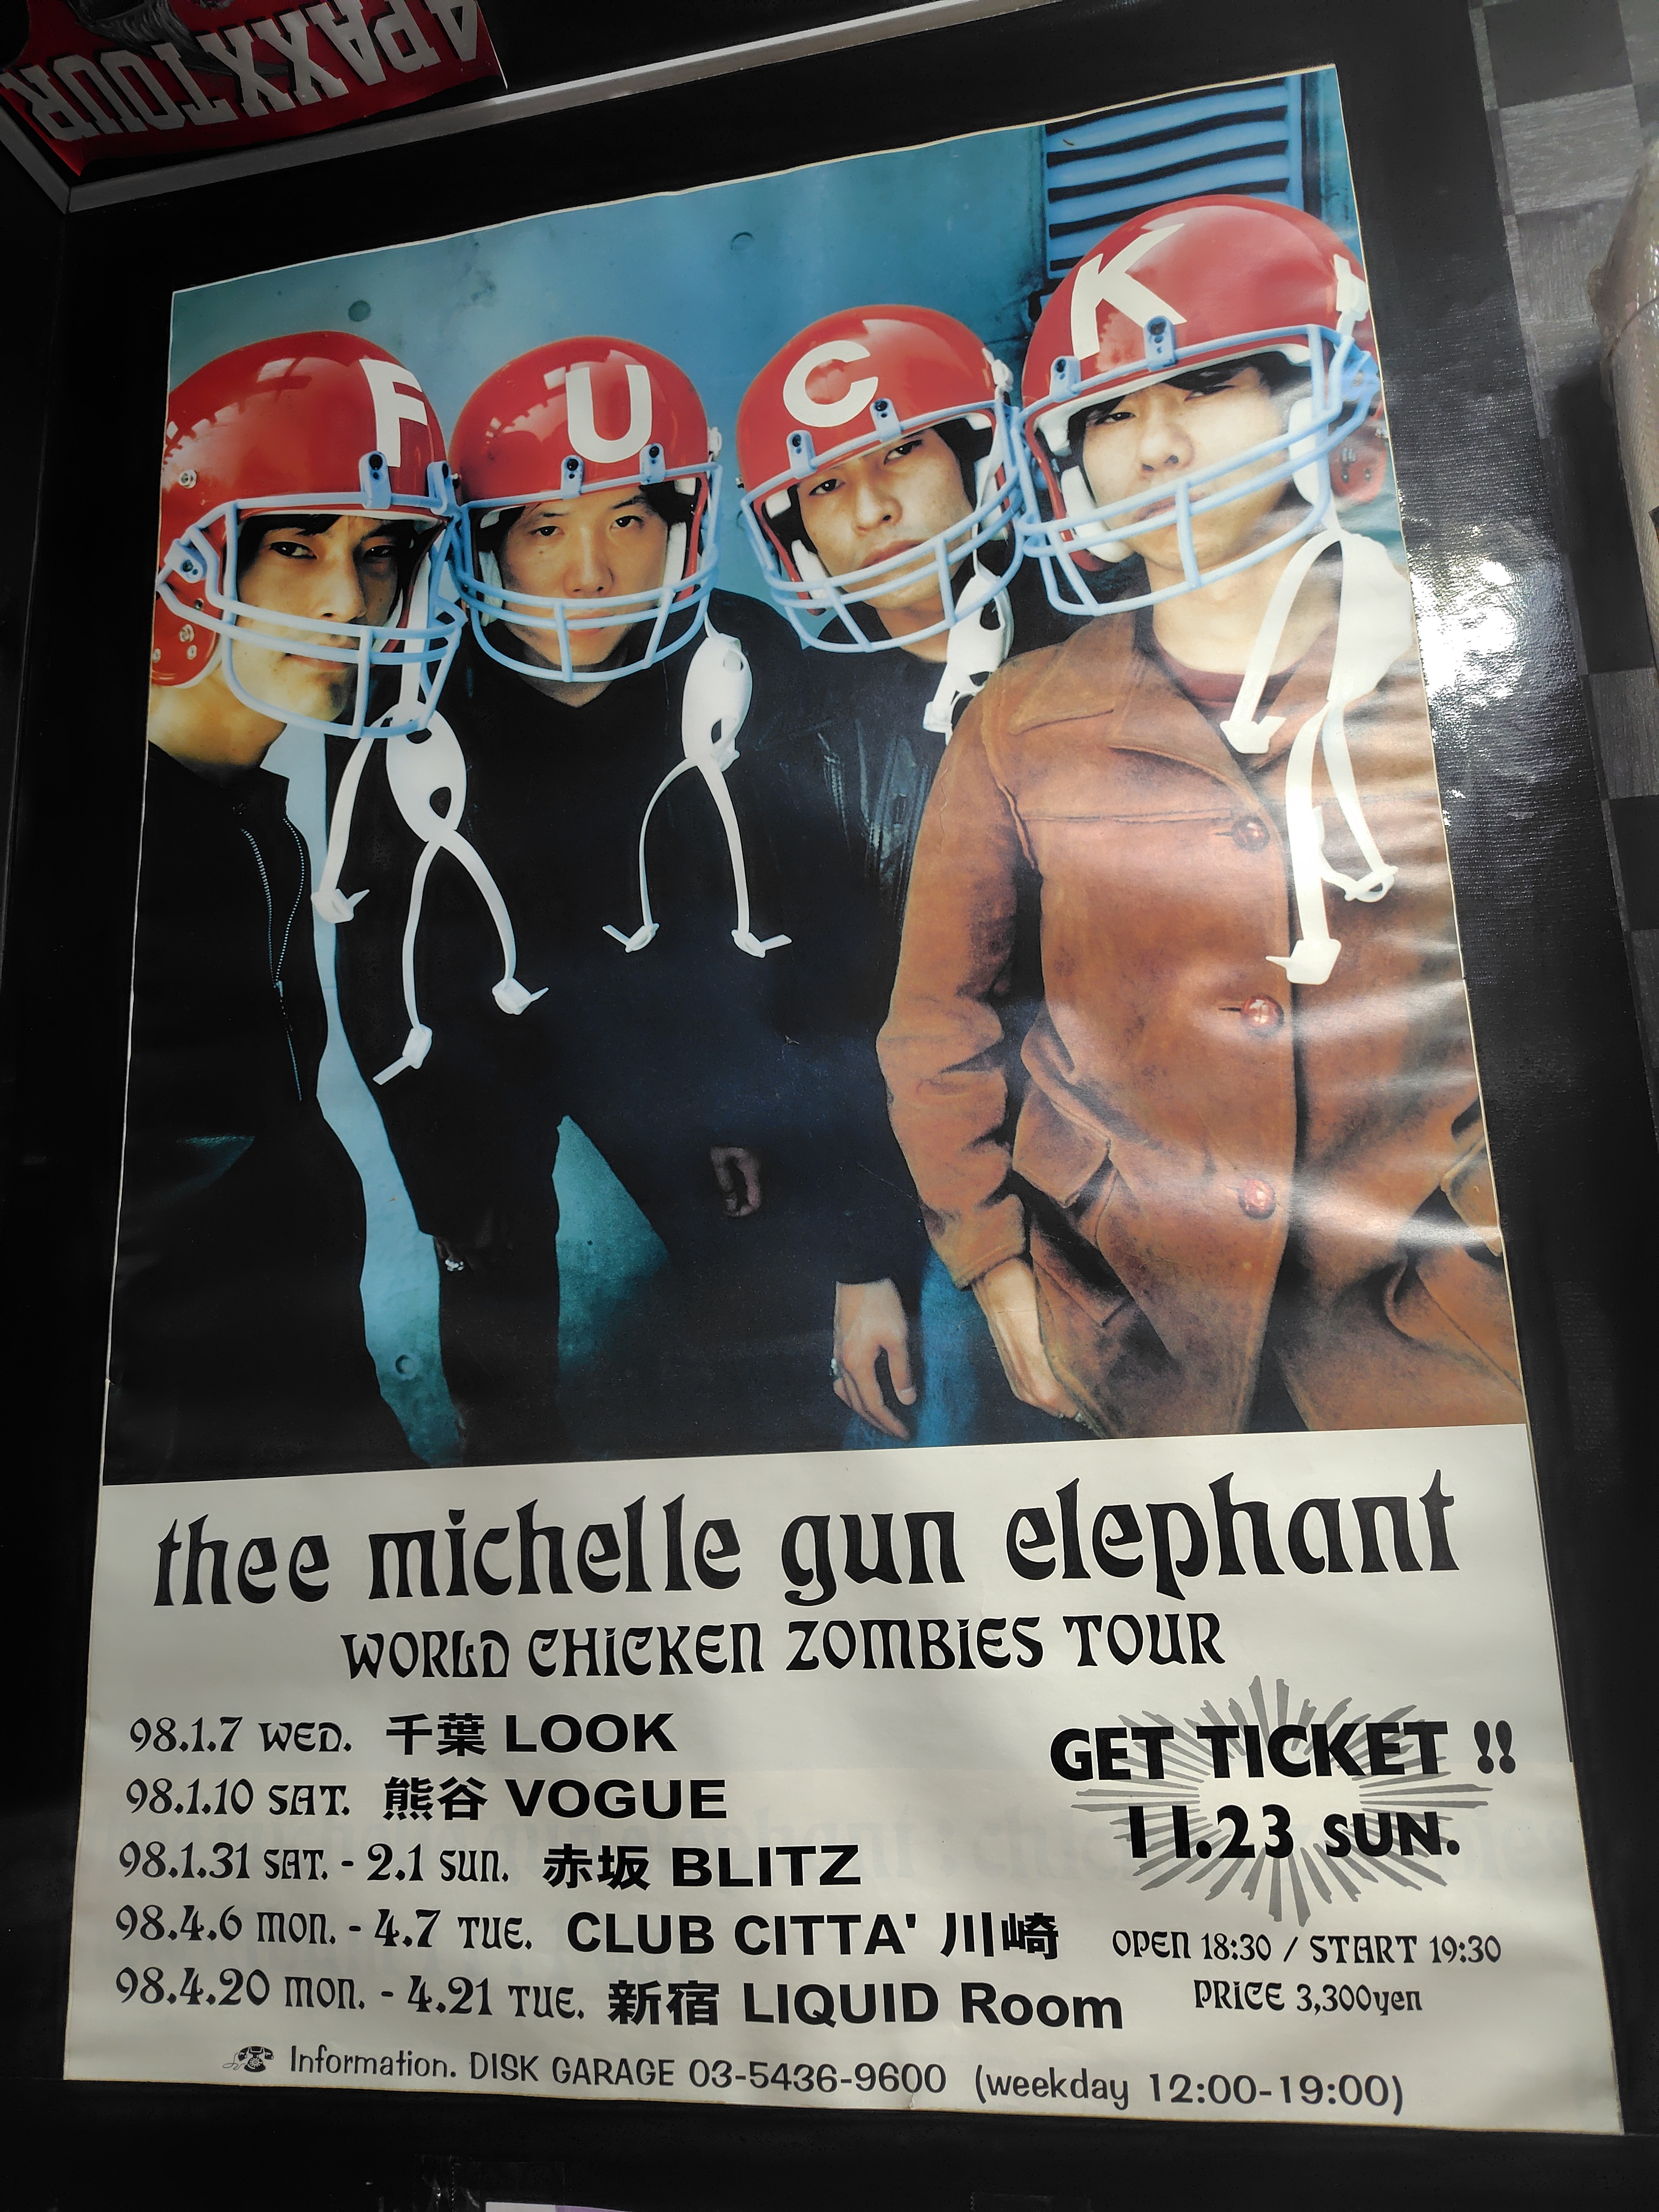 4PAXX TOUR
F U C K
thee michelle gun elephant
WORLD CHiCKEN ZOMBiES TOUR
98.1.7 WED. 千葉 LOOK
98.1.10 SAT. 熊谷 VOGUE
98.1.31 SAT. - 2.1 SUN. 赤坂 BLITZ
98.4.6 MON. - 4.7 TUE. CLUB CITTA' 川崎
98.4.20 MON. - 4.21 TUE. 新宿 LIQUID Room
GET TICKET !!
11.23 SUN.
OPEN 18:30 / START 19:30
PRICE 3,300yen
☎ Information. DISK GARAGE 03-5436-9600 (weekday 12:00-19:00)